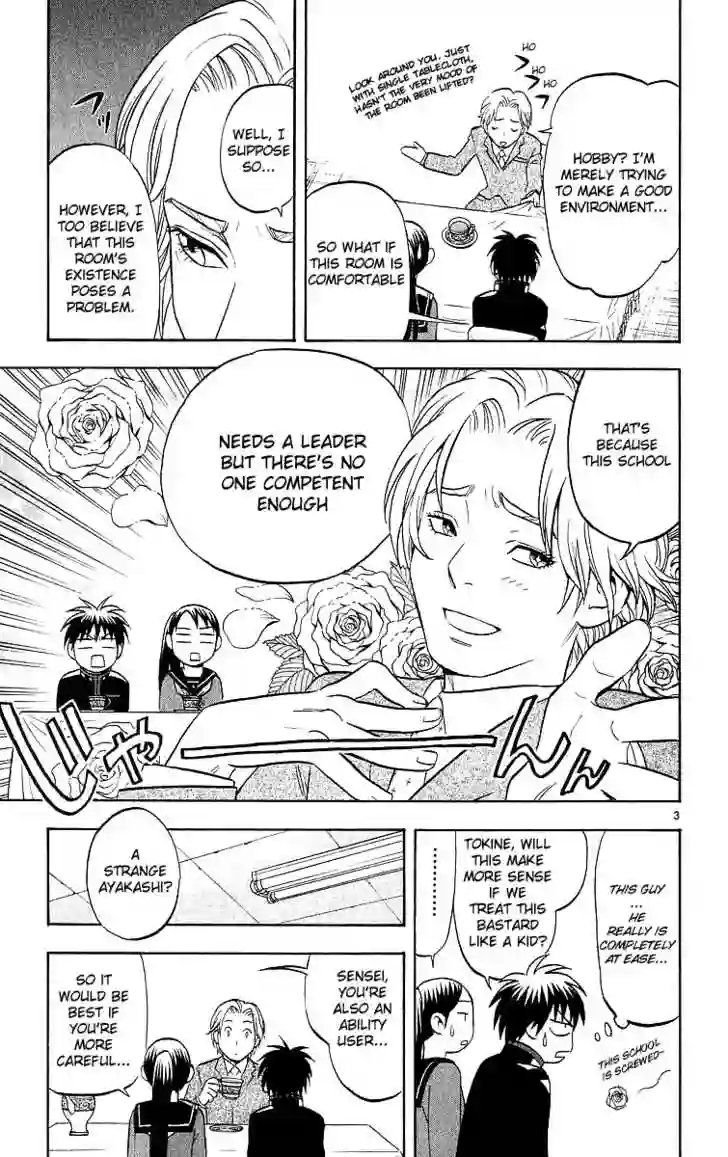 HO
HO
HO
LOOK AROUND YOU, JUST
WITH SINGLE TABLECLOTH,
HASN'T THE VERY MOOD OF
THE ROOM BEEN LIFTED?
HOBBY? I'M
MERELY TRYING
TO MAKE A GOOD
ENVIRONMENT...
SO WHAT IF
THIS ROOM IS
COMFORTABLE
WELL, I
SUPPOSE
SO...
HOWEVER, I
TOO BELIEVE
THAT THIS
ROOM'S
EXISTENCE
POSES A
PROBLEM.
THAT'S
BECAUSE
THIS SCHOOL
NEEDS A LEADER
BUT THERE'S NO
ONE COMPETENT
ENOUGH
じゃーんん
3
THIS GUY
...
HE
REALLY IS
COMPLETELY
AT EASE...
TOKINE, WILL
THIS MAKE
MORE SENSE
IF WE
TREAT THIS
BASTARD
LIKE A KID?
.........
THIS SCHOOL
IS SCREWED~
A
STRANGE
AYAKASHI?
SENSEI,
YOU'RE
ALSO AN
ABILITY
USER...
SO IT
WOULD BE
BEST IF
YOU'RE
MORE
CAREFUL...